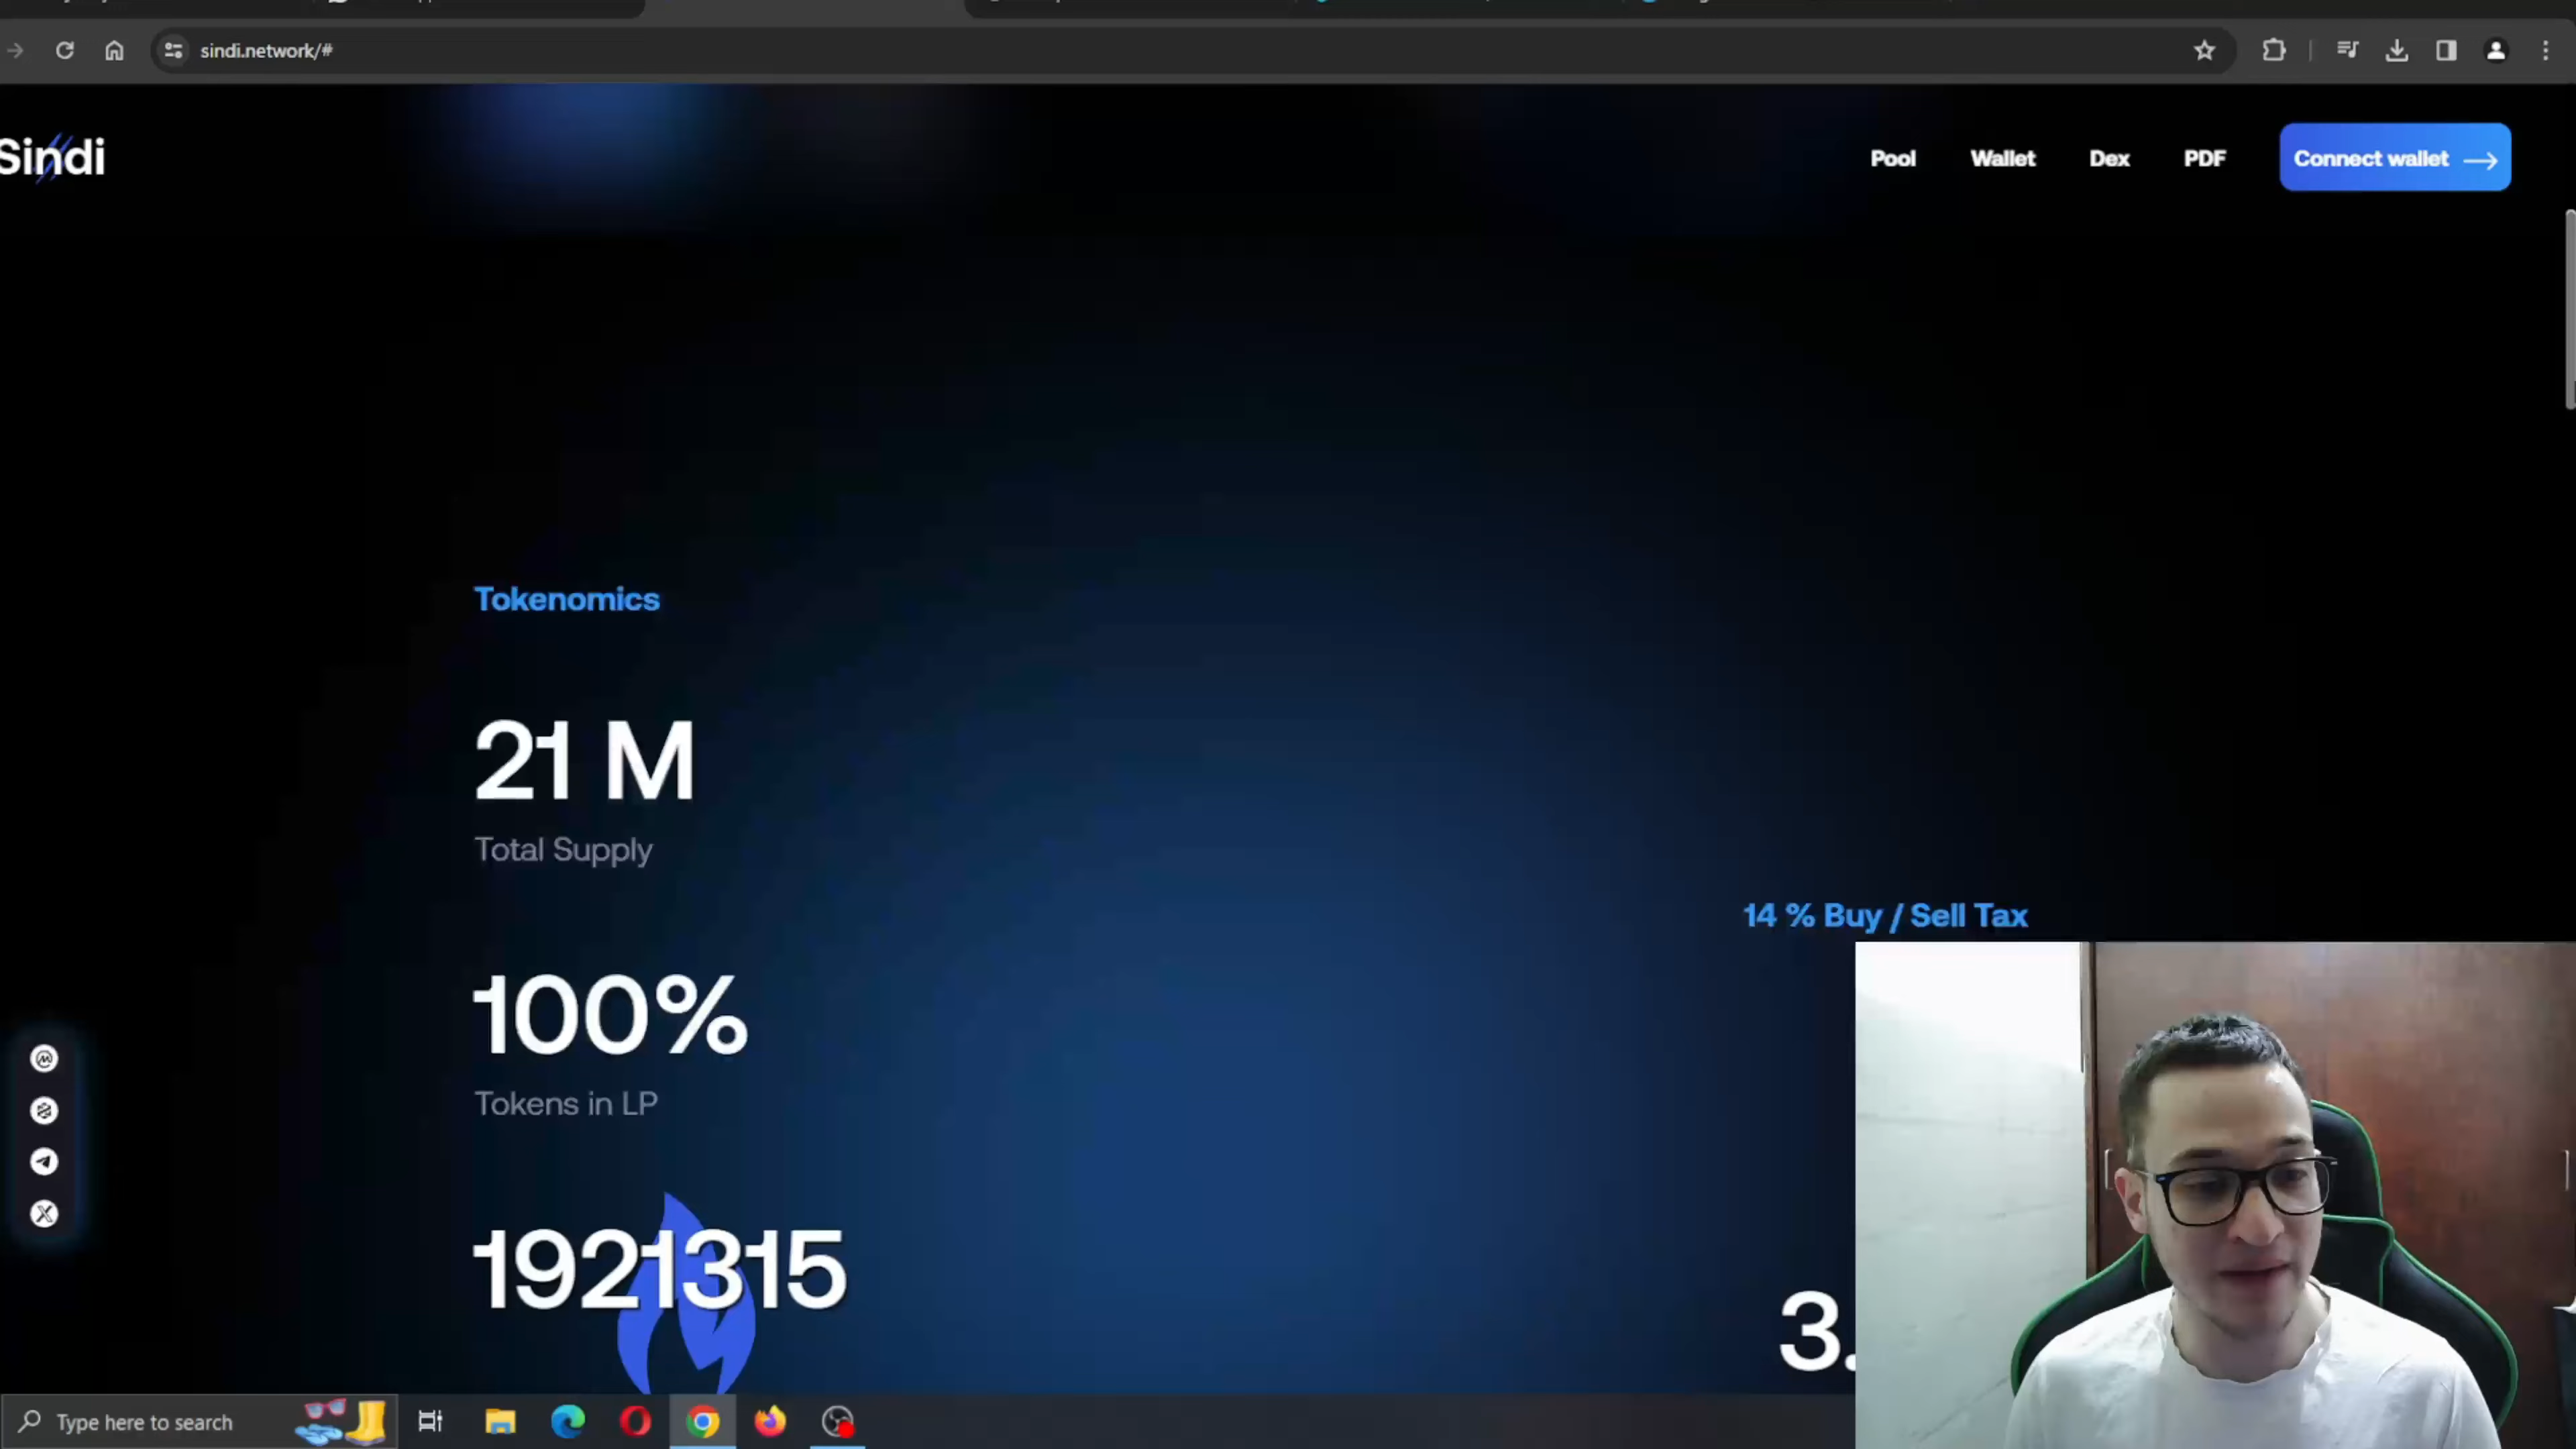 sindi.network/#
Sindi
Pool
Wallet
Dex
PDF
Connect wallet
Tokenomics
21 M
Total Supply
14 % Buy / Sell Tax
100%
Tokens in LP
1921315
3.
Type here to search